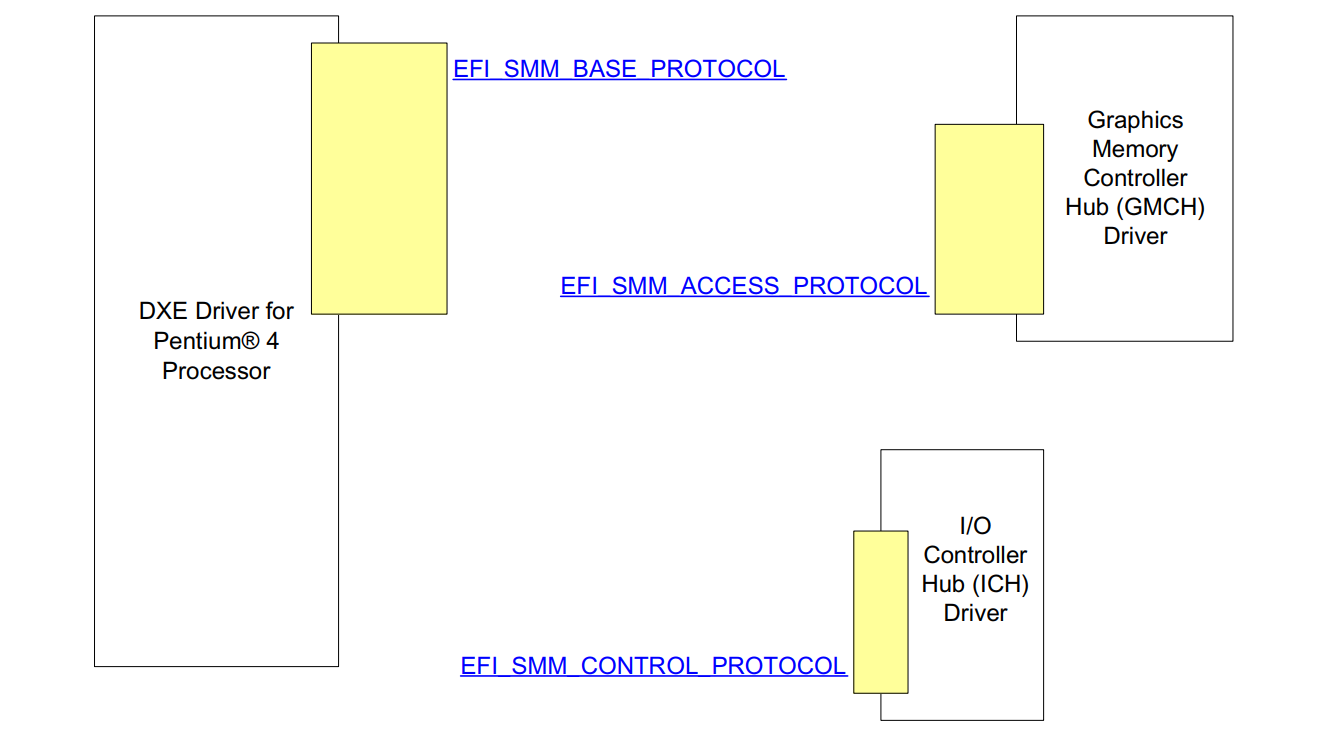 EFI_SMM_BASE_PROTOCOL
Graphics
Memory
Controller
Hub (GMCH)
Driver
EFI_SMM_ACCESS_PROTOCOL
DXE Driver for
Pentium® 4
Processor
I/O
Controller
Hub (ICH)
Driver
EFI_SMM_CONTROL_PROTOCOL